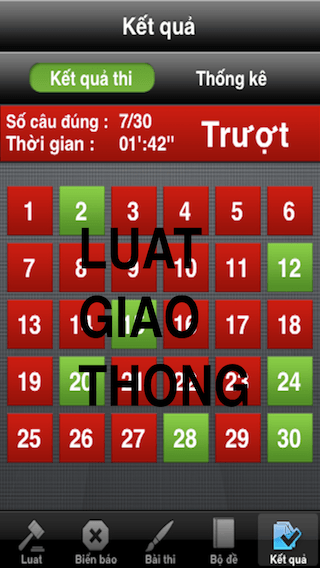 Kết quả
Kết quả thi Thống kê
Số câu đúng : 7/30
Thời gian : 01':42"
Trượt
1 2 3 4 5 6
7 8 9 10 11 12
LUAT
13 14 15 16 17 18
GIAO
19 20 21 22 23 24
THONG
25 26 27 28 29 30
Luat Biển báo Bài thi Bộ đề Kết quả